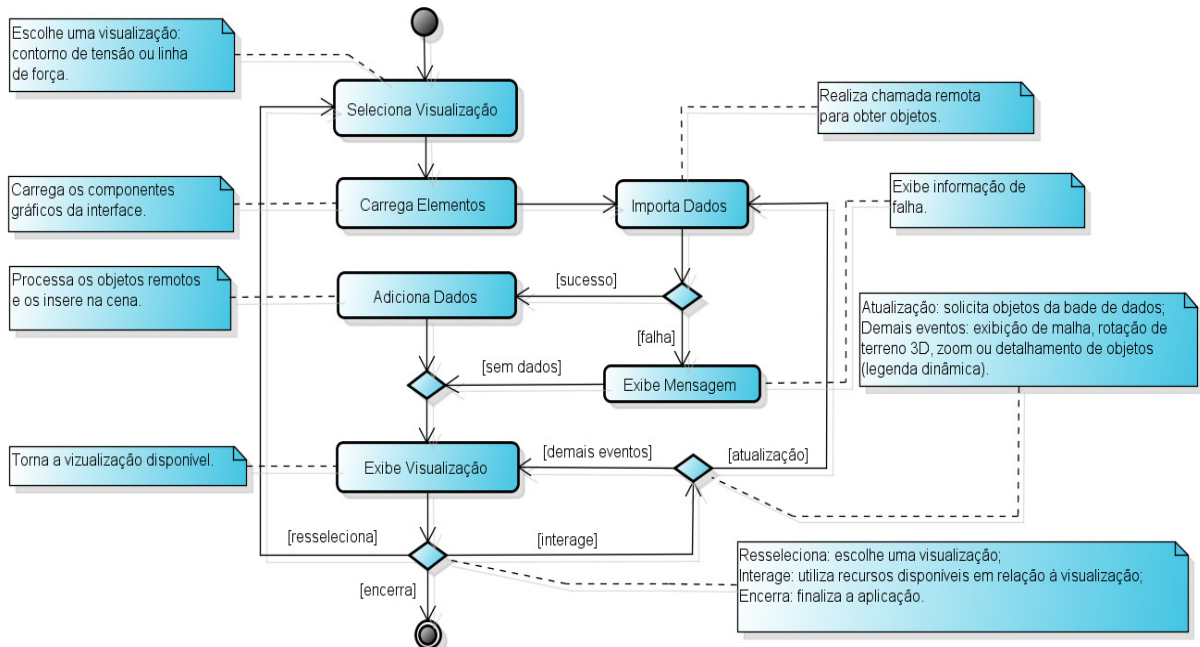 Escolhe uma visualização:
contorno de tensão ou linha
de força.
Seleciona Visualização
Realiza chamada remota
para obter objetos.
Carrega os componentes
gráficos da interface.
Carrega Elementos
Importa Dados
Exibe informação de
falha.
Processa os objetos remotos
e os insere na cena.
Adiciona Dados
[sucesso]
[falha]
Atualização: solicita objetos da bade de dados;
Demais eventos: exibição de malha, rotação de
terreno 3D, zoom ou detalhamento de objetos
(legenda dinâmica).
[sem dados]
Exibe Mensagem
Torna a vizualização disponível.
Exibe Visualização
[demais eventos]
[atualização]
[resseleciona]
[interage]
[encerra]
Resseleciona: escolhe uma visualização;
Interage: utiliza recursos disponíveis em relação à visualização;
Encerra: finaliza a aplicação.